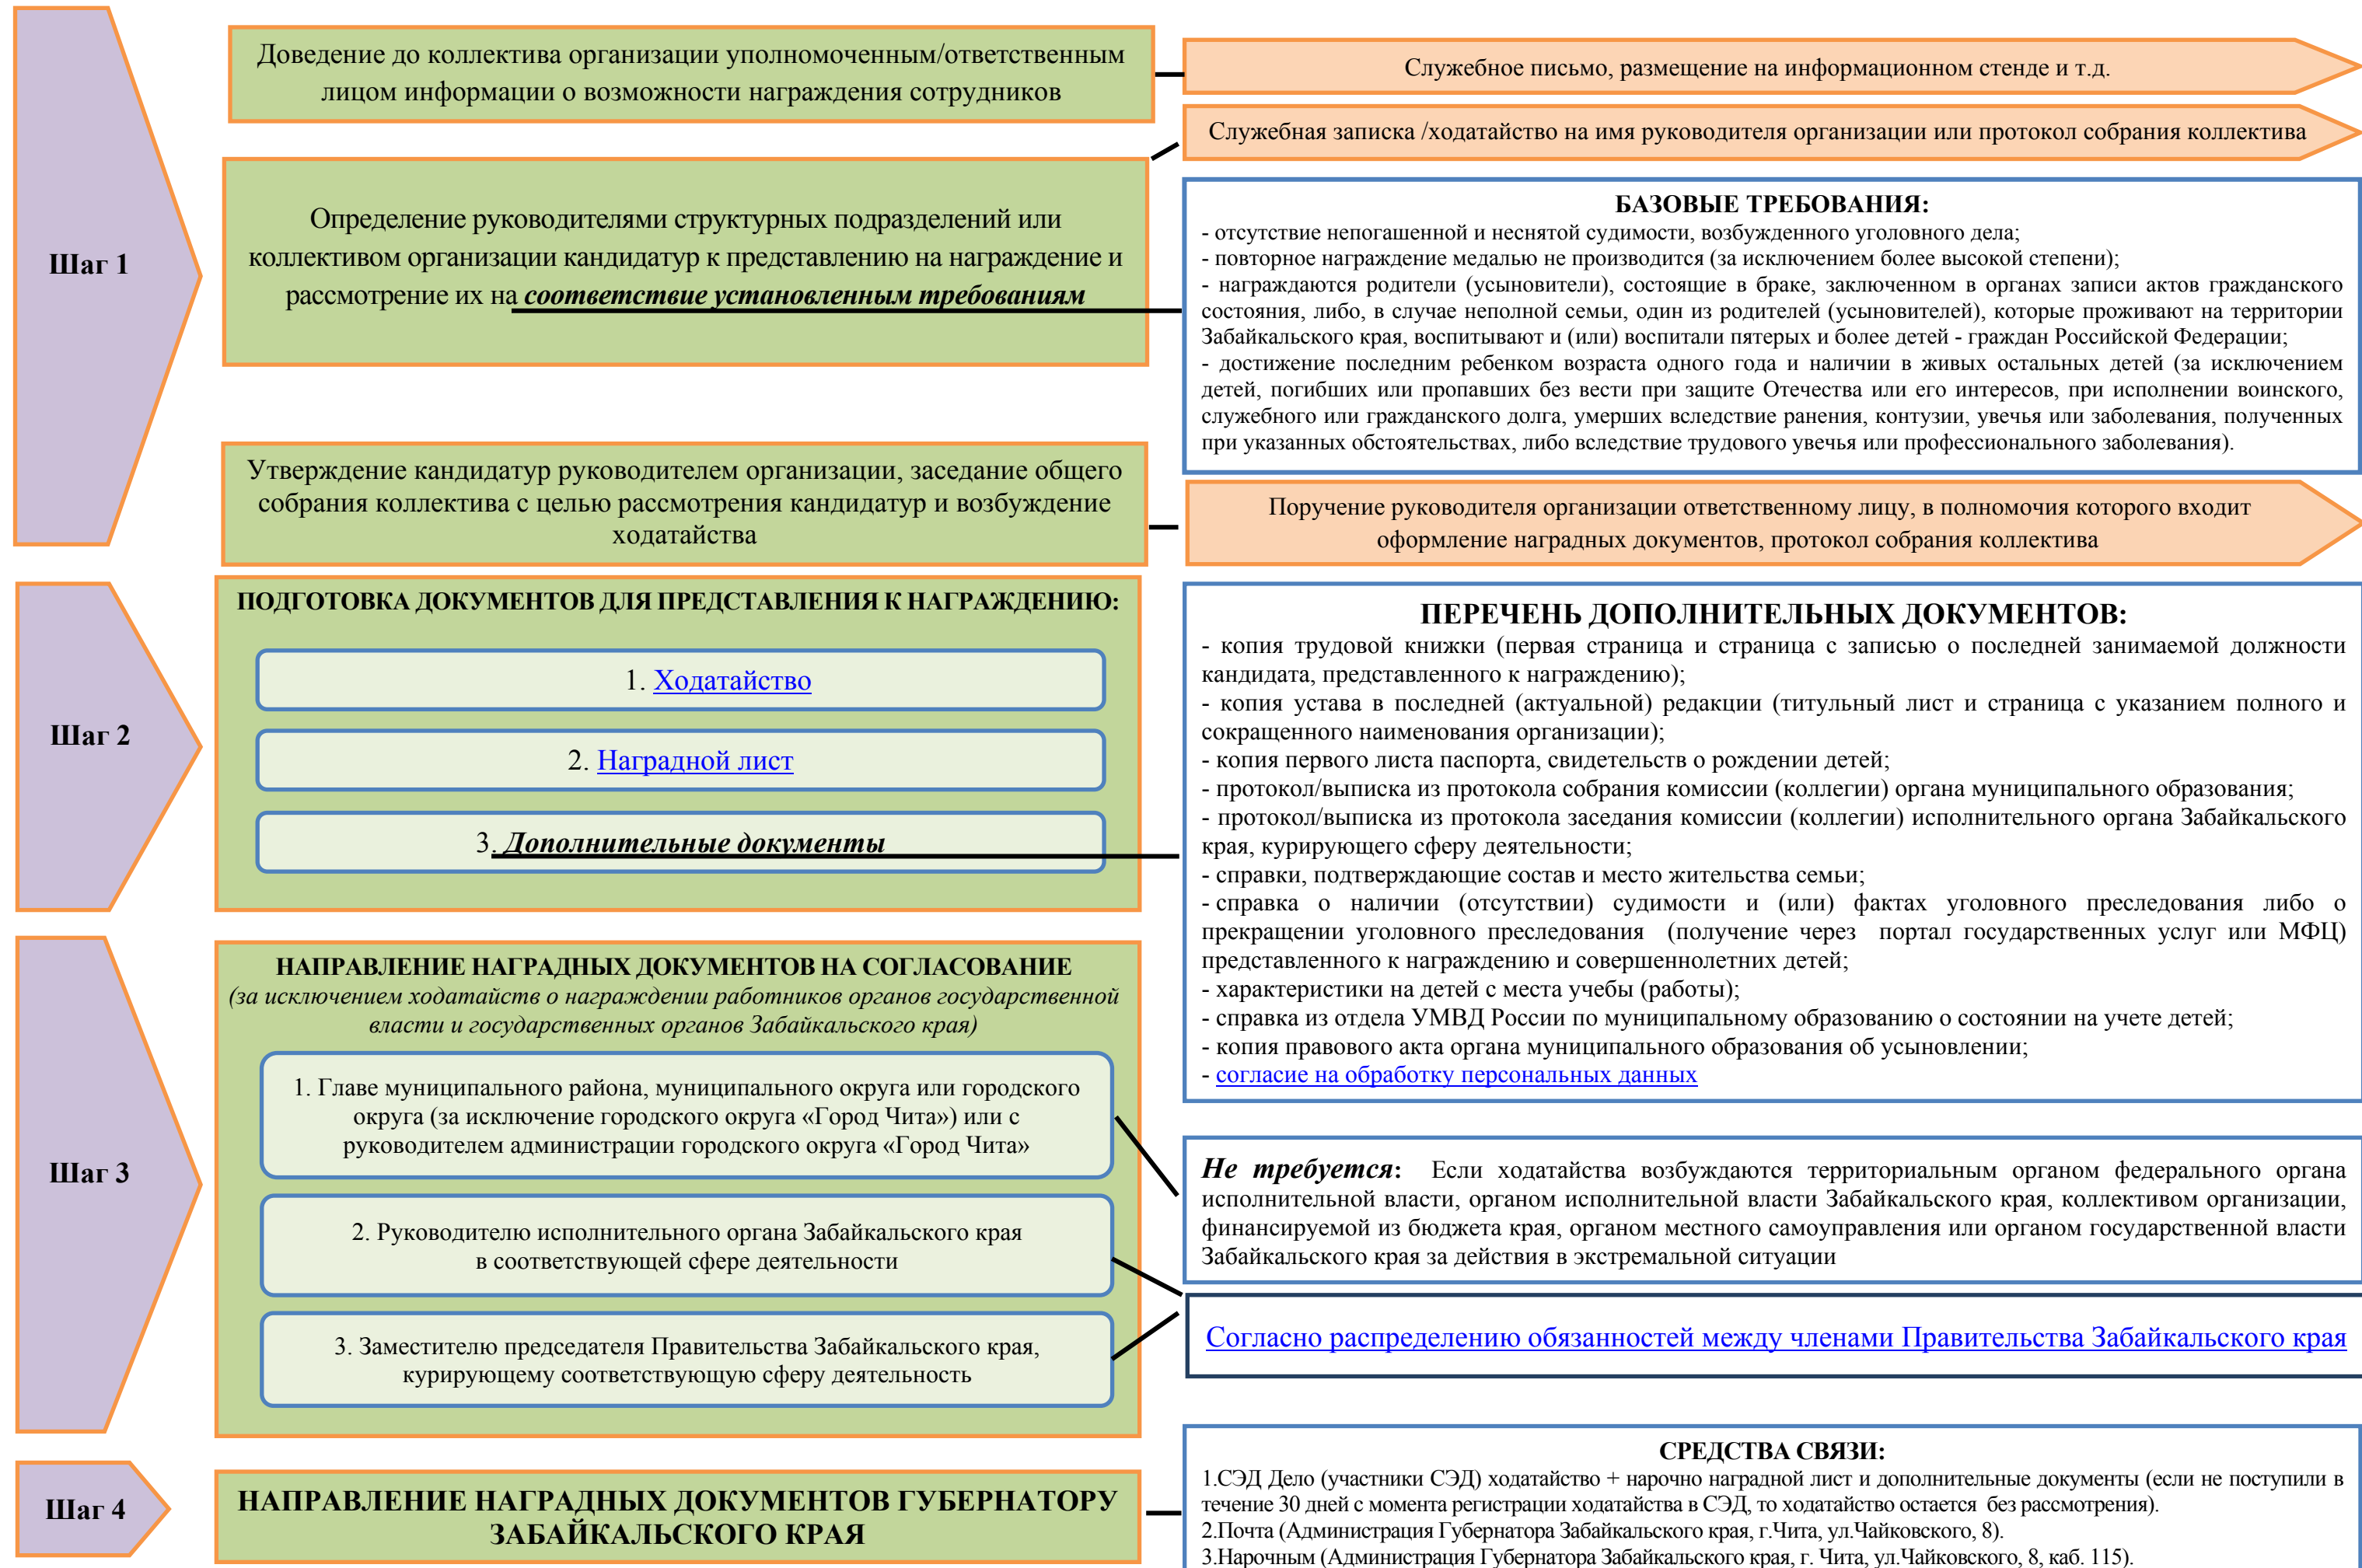 Шаг 1
Доведение до коллектива организации уполномоченным/ответственным
лицом информации о возможности награждения сотрудников
Служебное письмо, размещение на информационном стенде и т.д.
Служебная записка /ходатайство на имя руководителя организации или протокол собрания коллектива
Определение руководителями структурных подразделений или
коллективом организации кандидатур к представлению на награждение и
рассмотрение их на соответствие установленным требованиям
БАЗОВЫЕ ТРЕБОВАНИЯ:
- отсутствие непогашенной и неснятой судимости, возбужденного уголовного дела;
- повторное награждение медалью не производится (за исключением более высокой степени);
- награждаются родители (усыновители), состоящие в браке, заключенном в органах записи актов гражданского
состояния, либо, в случае неполной семьи, один из родителей (усыновителей), которые проживают на территории
Забайкальского края, воспитывают и (или) воспитали пятерых и более детей - граждан Российской Федерации;
- достижение последним ребенком возраста одного года и наличии в живых остальных детей (за исключением
детей, погибших или пропавших без вести при защите Отечества или его интересов, при исполнении воинского,
служебного или гражданского долга, умерших вследствие ранения, контузии, увечья или заболевания, полученных
при указанных обстоятельствах, либо вследствие трудового увечья или профессионального заболевания).
Утверждение кандидатур руководителем организации, заседание общего
собрания коллектива с целью рассмотрения кандидатур и возбуждение
ходатайства
Поручение руководителя организации ответственному лицу, в полномочия которого входит
оформление наградных документов, протокол собрания коллектива
Шаг 2
ПОДГОТОВКА ДОКУМЕНТОВ ДЛЯ ПРЕДСТАВЛЕНИЯ К НАГРАЖДЕНИЮ:
1. Ходатайство
2. Наградной лист
3. Дополнительные документы
ПЕРЕЧЕНЬ ДОПОЛНИТЕЛЬНЫХ ДОКУМЕНТОВ:
- копия трудовой книжки (первая страница и страница с записью о последней занимаемой должности
кандидата, представленного к награждению);
- копия устава в последней (актуальной) редакции (титульный лист и страница с указанием полного и
сокращенного наименования организации);
- копия первого листа паспорта, свидетельств о рождении детей;
- протокол/выписка из протокола собрания комиссии (коллегии) органа муниципального образования;
- протокол/выписка из протокола заседания комиссии (коллегии) исполнительного органа Забайкальского
края, курирующего сферу деятельности;
- справки, подтверждающие состав и место жительства семьи;
- справка о наличии (отсутствии) судимости и (или) фактах уголовного преследования либо о
прекращении уголовного преследования (получение через портал государственных услуг или МФЦ)
представленного к награждению и совершеннолетних детей;
- характеристики на детей с места учебы (работы);
- справка из отдела УМВД России по муниципальному образованию о состоянии на учете детей;
- копия правового акта органа муниципального образования об усыновлении;
- согласие на обработку персональных данных
Шаг 3
НАПРАВЛЕНИЕ НАГРАДНЫХ ДОКУМЕНТОВ НА СОГЛАСОВАНИЕ
(за исключением ходатайств о награждении работников органов государственной
власти и государственных органов Забайкальского края)
1. Главе муниципального района, муниципального округа или городского
округа (за исключение городского округа «Город Чита») или с
руководителем администрации городского округа «Город Чита»
2. Руководителю исполнительного органа Забайкальского края
в соответствующей сфере деятельности
3. Заместителю председателя Правительства Забайкальского края,
курирующему соответствующую сферу деятельность
Не требуется: Если ходатайства возбуждаются территориальным органом федерального органа
исполнительной власти, органом исполнительной власти Забайкальского края, коллективом организации,
финансируемой из бюджета края, органом местного самоуправления или органом государственной власти
Забайкальского края за действия в экстремальной ситуации
Согласно распределению обязанностей между членами Правительства Забайкальского края
Шаг 4
НАПРАВЛЕНИЕ НАГРАДНЫХ ДОКУМЕНТОВ ГУБЕРНАТОРУ
ЗАБАЙКАЛЬСКОГО КРАЯ
СРЕДСТВА СВЯЗИ:
1.СЭД Дело (участники СЭД) ходатайство + нарочно наградной лист и дополнительные документы (если не поступили в
течение 30 дней с момента регистрации ходатайства в СЭД, то ходатайство остается без рассмотрения).
2.Почта (Администрация Губернатора Забайкальского края, г.Чита, ул.Чайковского, 8).
3.Нарочным (Администрация Губернатора Забайкальского края, г. Чита, ул.Чайковского, 8, каб. 115).